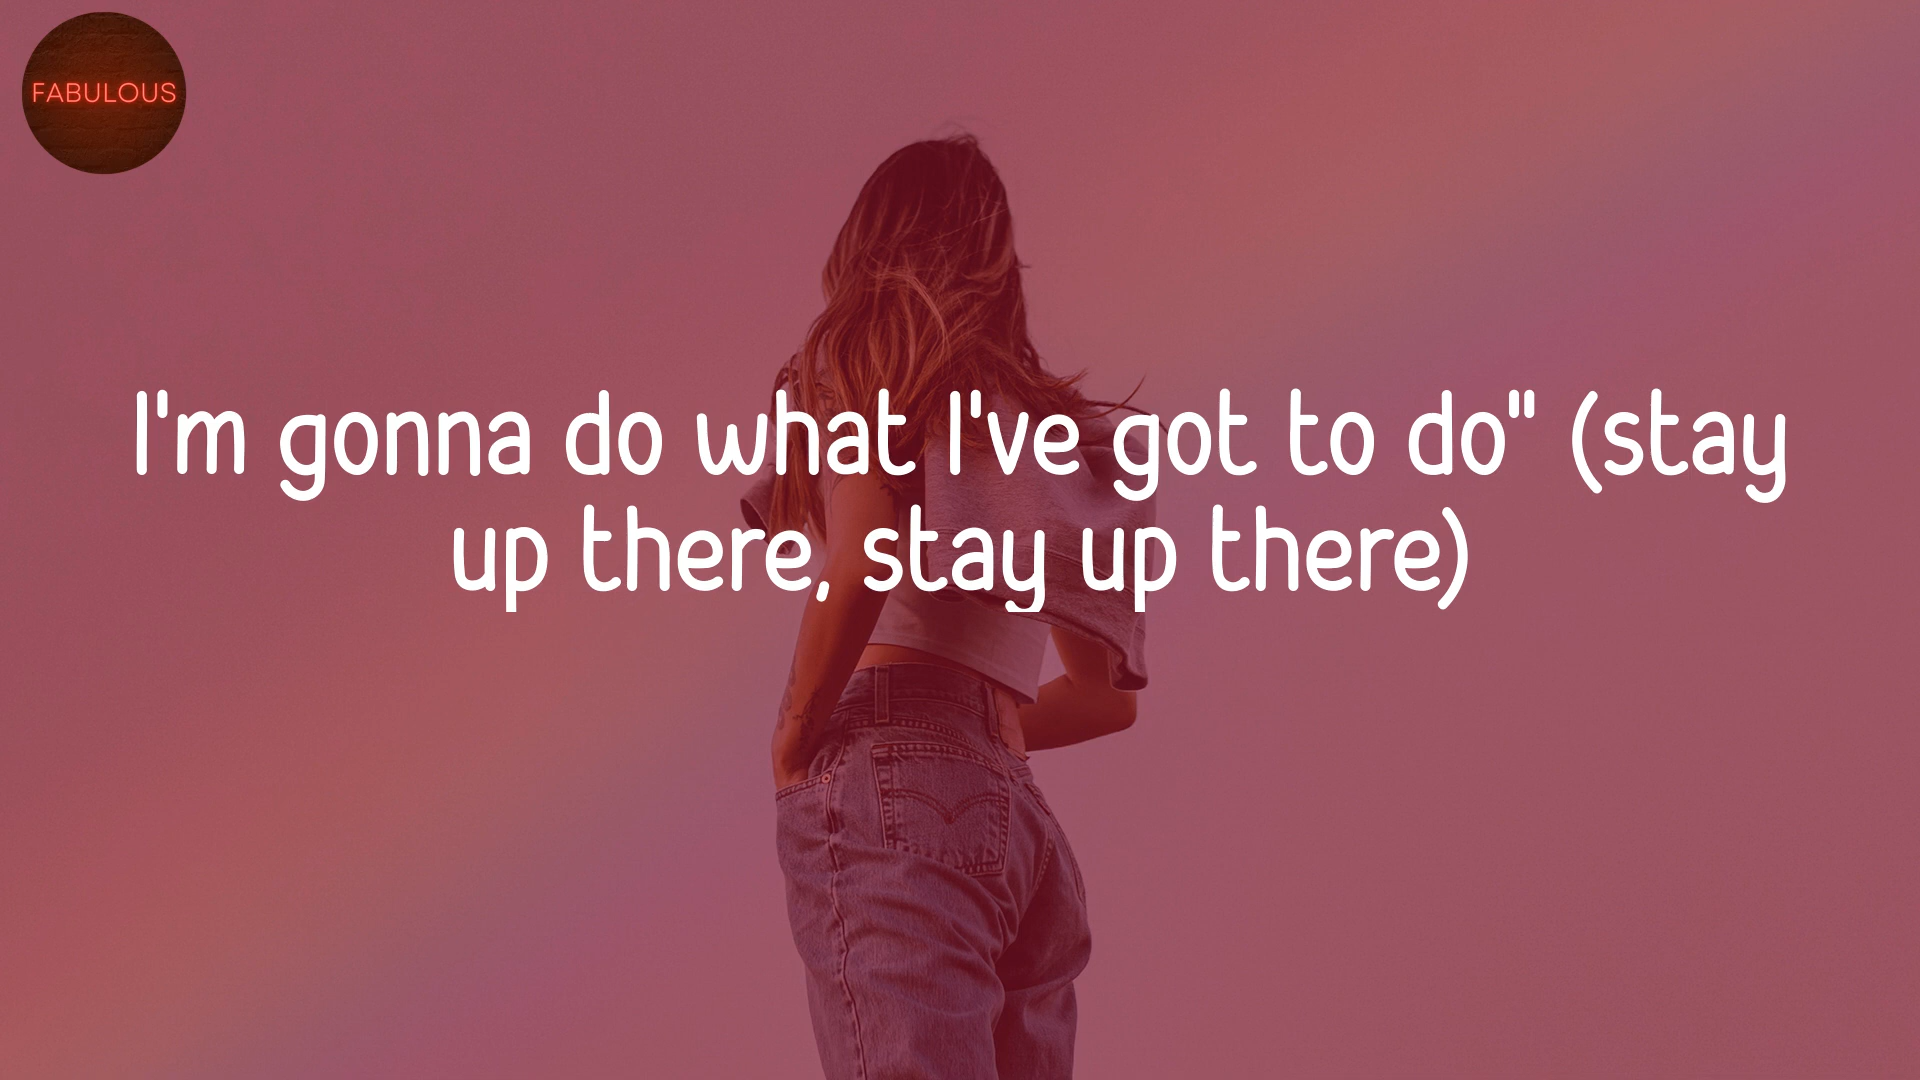 FABULOUS
I'm gonna do what I've got to do" (stay
up there, stay up there)